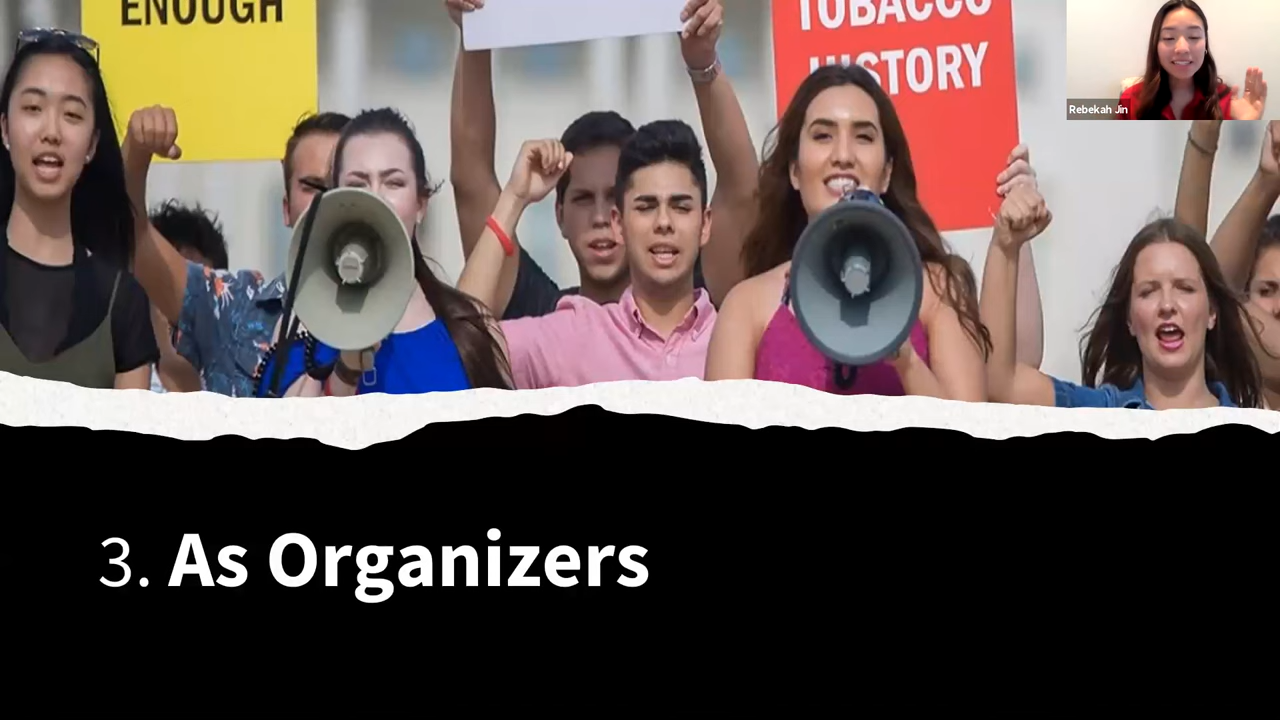 ENOUGH
TOBACCO
HISTORY
Rebekah Jin
3. As Organizers